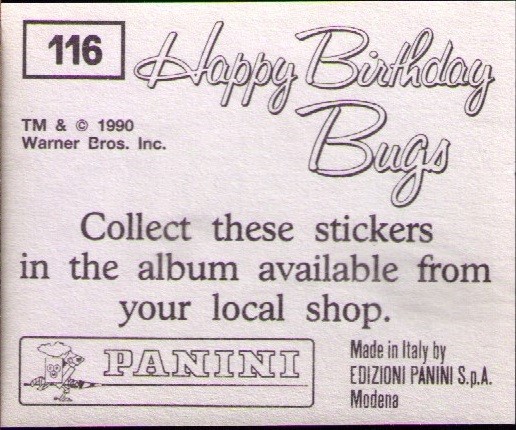 116
Happy Birthday
Bugs
TM & © 1990
Warner Bros. Inc.
Collect these stickers
in the album available from
your local shop.
PANINI
Made in Italy by
EDIZIONI PANINI S.p.A.
Modena